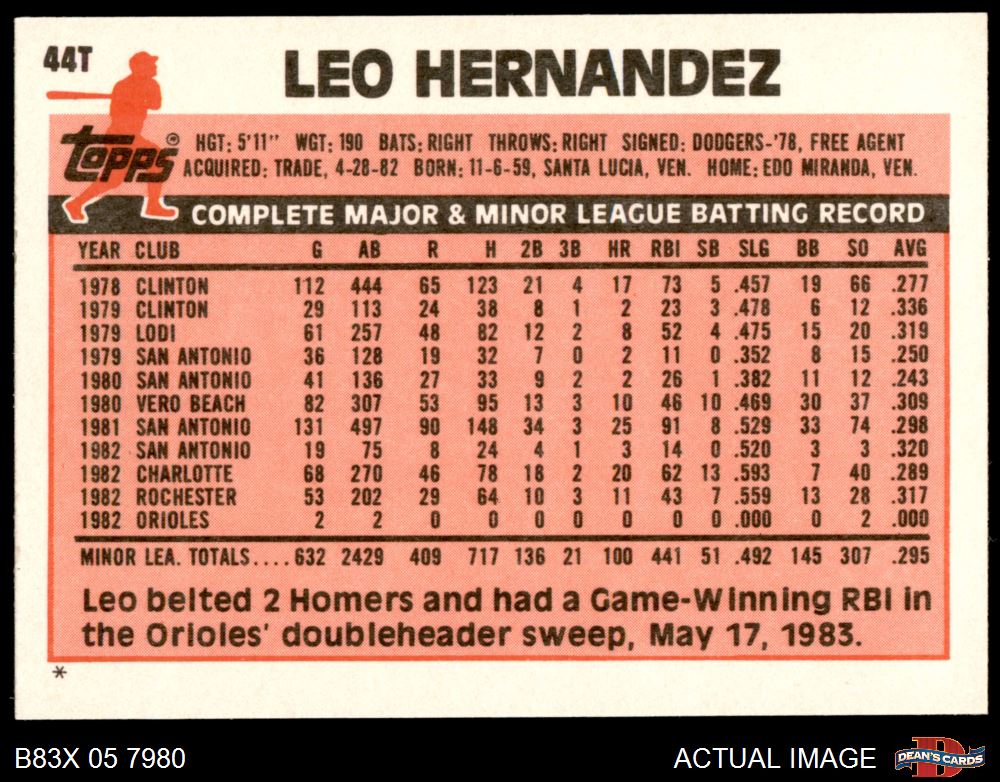 44T
LEO HERNANDEZ
topps®
HGT: 5'11" WGT: 190 BATS: RIGHT THROWS: RIGHT SIGNED: DODGERS-'78, FREE AGENT
ACQUIRED: TRADE, 4-28-82 BORN: 11-6-59, SANTA LUCIA, VEN. HOME: EDO MIRANDA, VEN.
COMPLETE MAJOR & MINOR LEAGUE BATTING RECORD
YEAR CLUB G AB R H 2B 3B HR RBI SB SLG BB SO AVG
1978 CLINTON 112 444 65 123 21 4 17 73 5 .457 19 66 .277
1979 CLINTON 29 113 24 38 8 1 2 23 3 .478 6 12 .336
1979 LODI 61 257 48 82 12 2 8 52 4 .475 15 20 .319
1979 SAN ANTONIO 36 128 19 32 7 0 2 11 0 .352 8 15 .250
1980 SAN ANTONIO 41 136 27 33 9 2 2 26 1 .382 11 12 .243
1980 VERO BEACH 82 307 53 95 13 3 10 46 10 .469 30 37 .309
1981 SAN ANTONIO 131 497 90 148 34 3 25 91 8 .529 33 74 .298
1982 SAN ANTONIO 19 75 8 24 4 1 3 14 0 .520 3 3 .320
1982 CHARLOTTE 68 270 46 78 18 2 20 62 13 .593 7 40 .289
1982 ROCHESTER 53 202 29 64 10 3 11 43 7 .559 13 28 .317
1982 ORIOLES 2 2 0 0 0 0 0 0 0 .000 0 2 .000
MINOR LEA. TOTALS.... 632 2429 409 717 136 21 100 441 51 .492 145 307 .295
Leo belted 2 Homers and had a Game-Winning RBI in
the Orioles' doubleheader sweep, May 17, 1983.
*
B83X 05 7980 ACTUAL IMAGE D DEAN'S CARDS